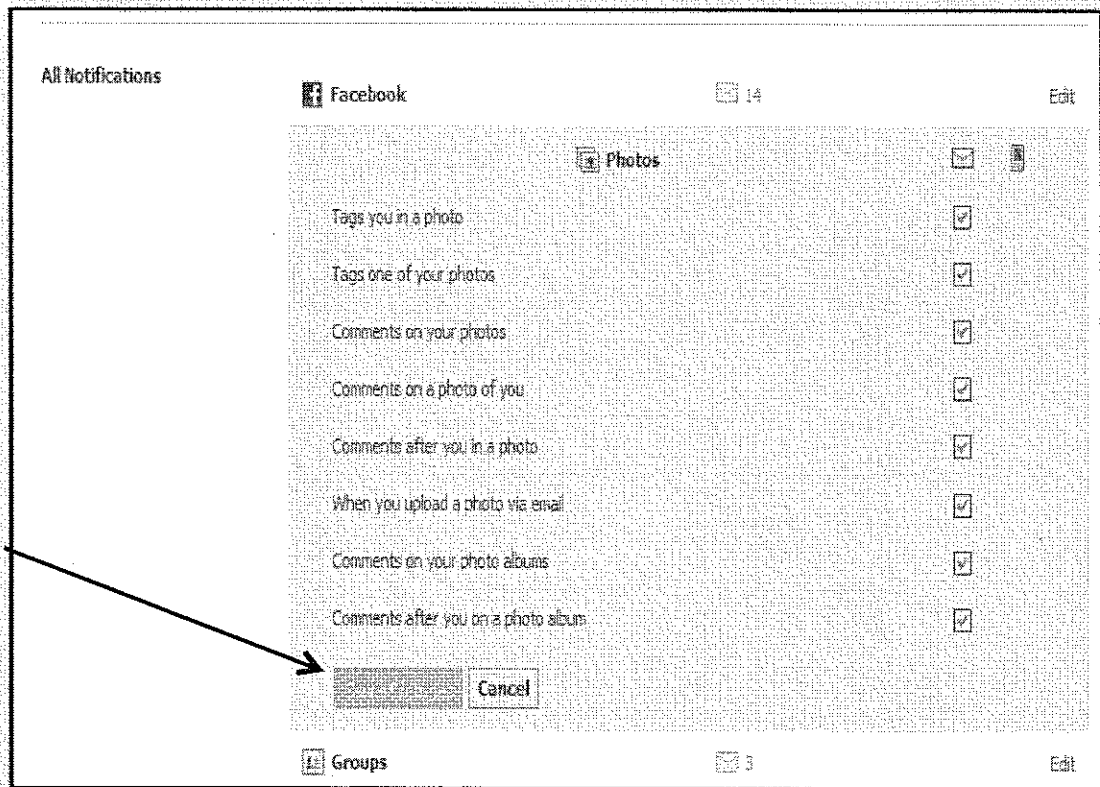 All Notifications
Facebook 14 Edit
Photos
Tags you in a photo
Tags one of your photos
Comments on your photos
Comments on a photo of you
Comments after you in a photo
When you upload a photo via email
Comments on your photo albums
Comments after you on a photo album
Cancel
Groups 3 Edit